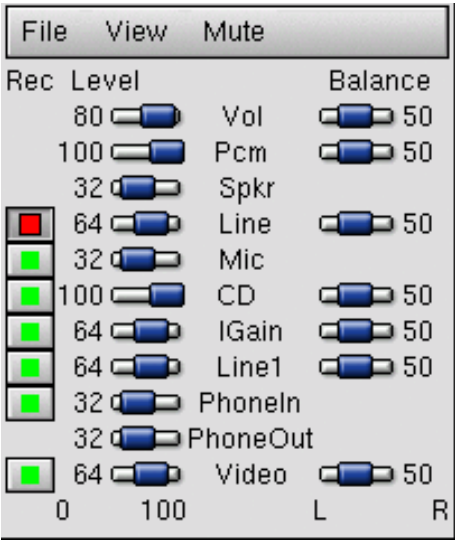 File View Mute
Rec Level Balance
80 Vol 50
100 Pcm 50
32 Spkr
64 Line 50
32 Mic
100 CD 50
64 IGain 50
64 Line1 50
32 PhoneIn
32 PhoneOut
64 Video 50
0 100 L R